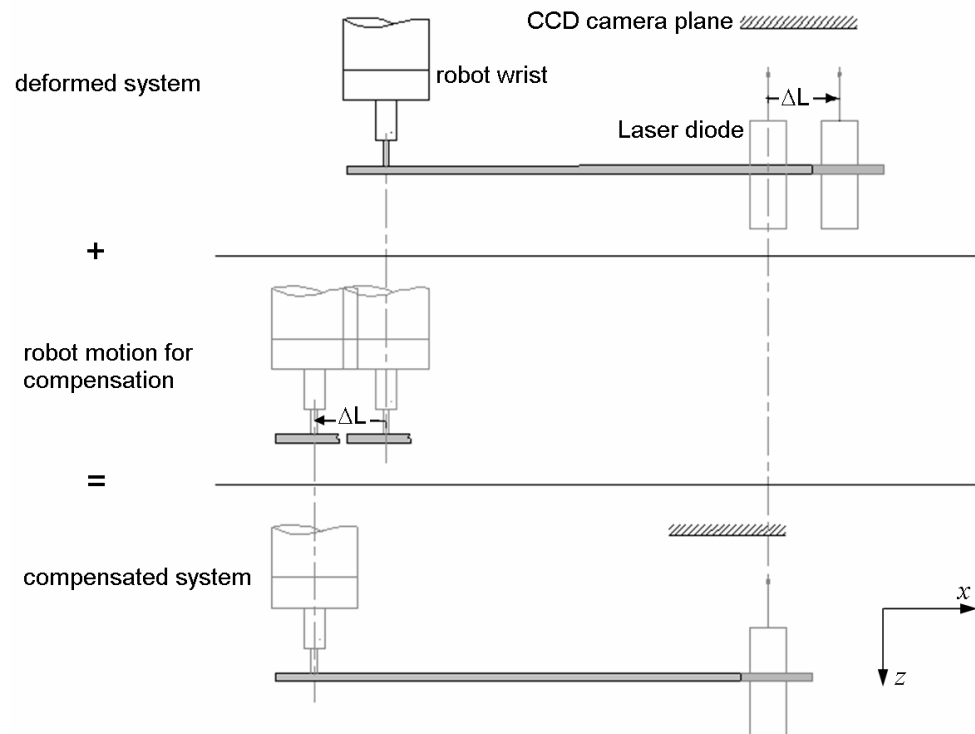 CCD camera plane
robot wrist
deformed system
ΔL
Laser diode
+
robot motion for
compensation
ΔL
=
compensated system
x
z